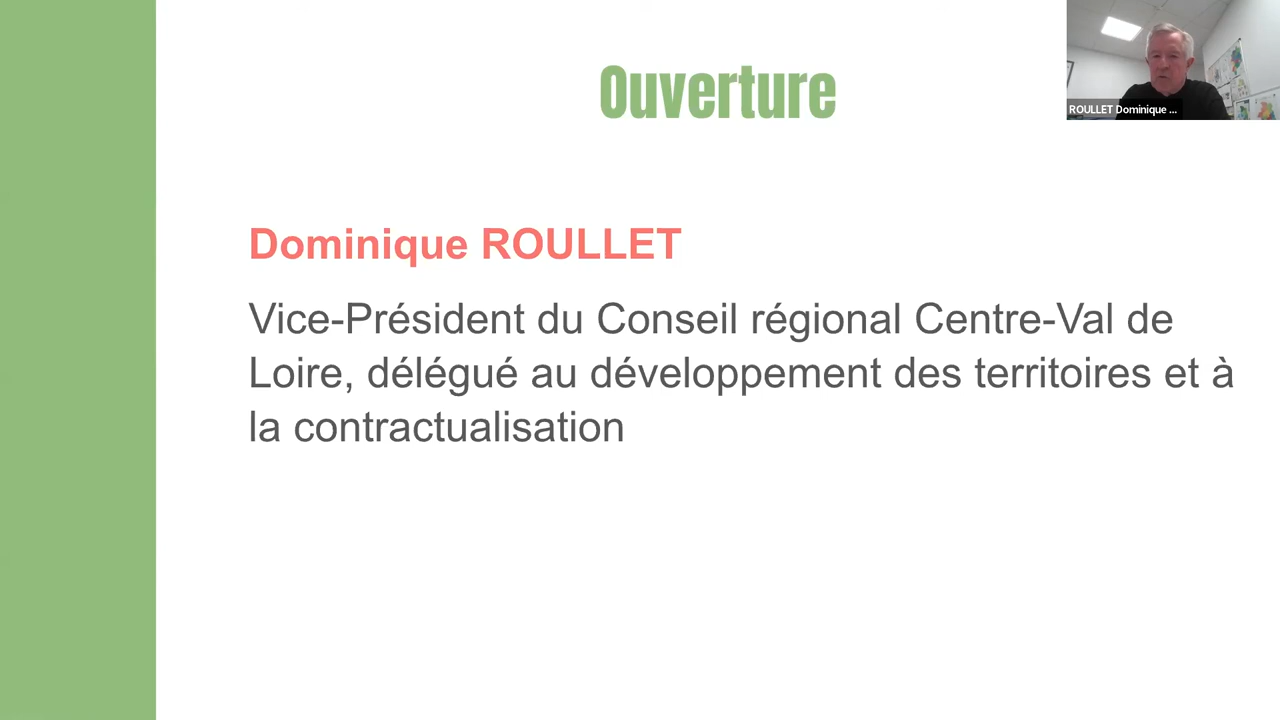 Ouverture
ROULLET Dominique ...
Dominique ROULLET
Vice-Président du Conseil régional Centre-Val de
Loire, délégué au développement des territoires et à
la contractualisation